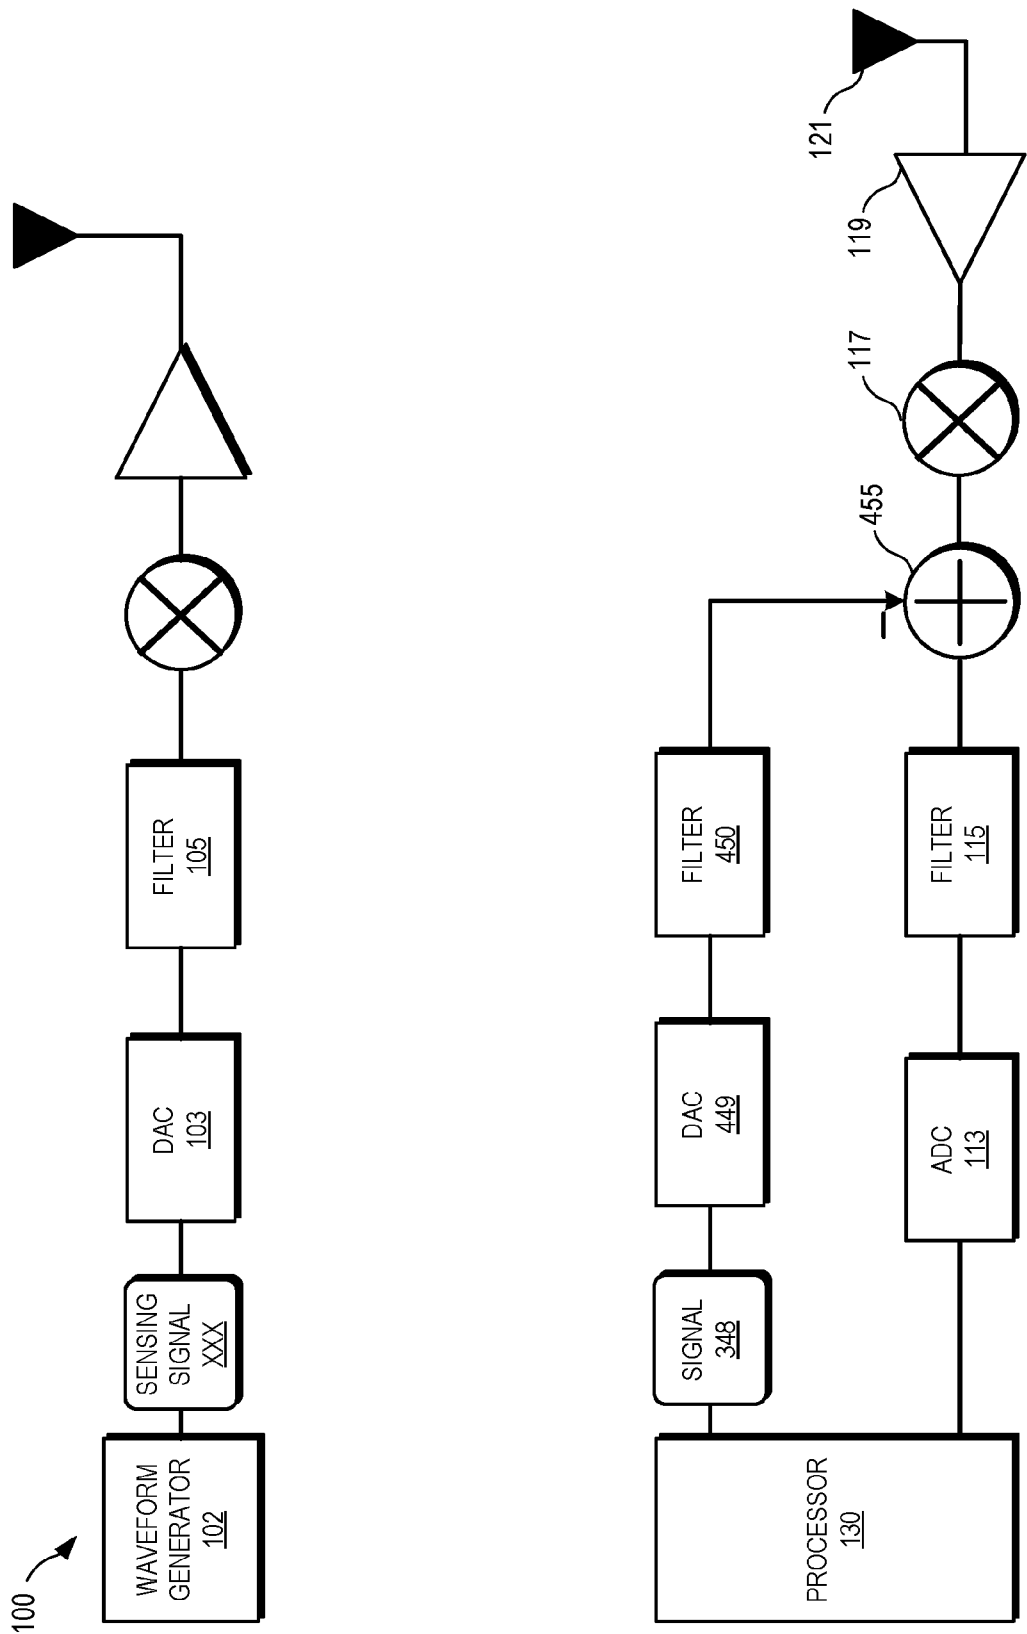 100
WAVEFORM
GENERATOR
102
SENSING
SIGNAL
XXX
DAC
103
FILTER
105
PROCESSOR
130
SIGNAL
348
DAC
449
FILTER
450
–
ADC
113
FILTER
115
455
117
119
121